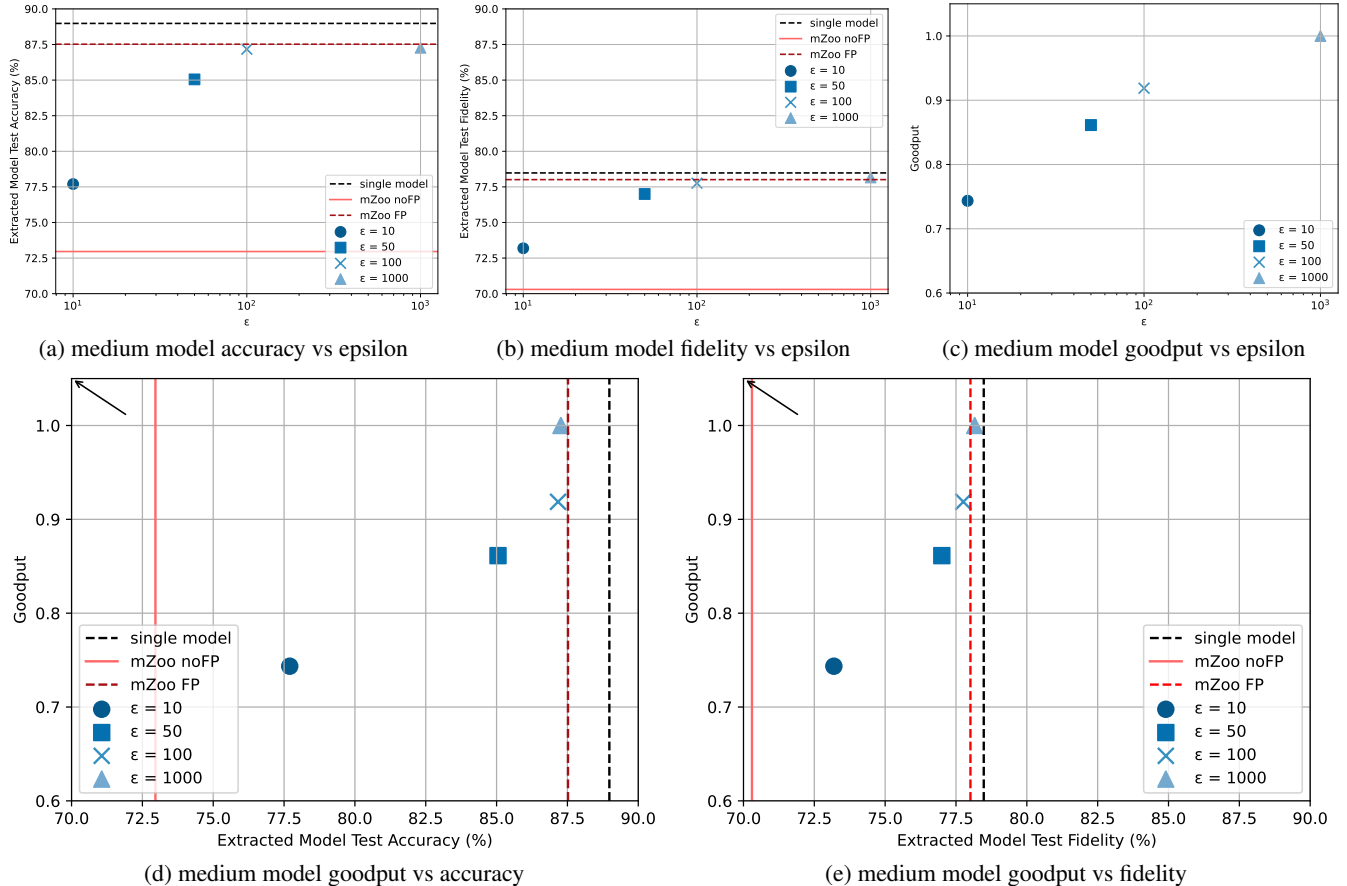 90.0
87.5
85.0
82.5
80.0
77.5
75.0
72.5
70.0
Extracted Model Test Accuracy (%)
single model
mZoo noFP
mZoo FP
ε = 10
ε = 50
ε = 100
ε = 1000
10¹
10²
10³
ε
(a) medium model accuracy vs epsilon
90.0
87.5
85.0
82.5
80.0
77.5
75.0
72.5
70.0
Extracted Model Test Fidelity (%)
single model
mZoo noFP
mZoo FP
ε = 10
ε = 50
ε = 100
ε = 1000
10¹
10²
10³
ε
(b) medium model fidelity vs epsilon
1.0
0.9
0.8
0.7
0.6
Goodput
ε = 10
ε = 50
ε = 100
ε = 1000
10¹
10²
10³
ε
(c) medium model goodput vs epsilon
1.0
0.9
0.8
0.7
0.6
Goodput
single model
mZoo noFP
mZoo FP
ε = 10
ε = 50
ε = 100
ε = 1000
70.0 72.5 75.0 77.5 80.0 82.5 85.0 87.5 90.0
Extracted Model Test Accuracy (%)
(d) medium model goodput vs accuracy
1.0
0.9
0.8
0.7
0.6
Goodput
single model
mZoo noFP
mZoo FP
ε = 10
ε = 50
ε = 100
ε = 1000
70.0 72.5 75.0 77.5 80.0 82.5 85.0 87.5 90.0
Extracted Model Test Fidelity (%)
(e) medium model goodput vs fidelity